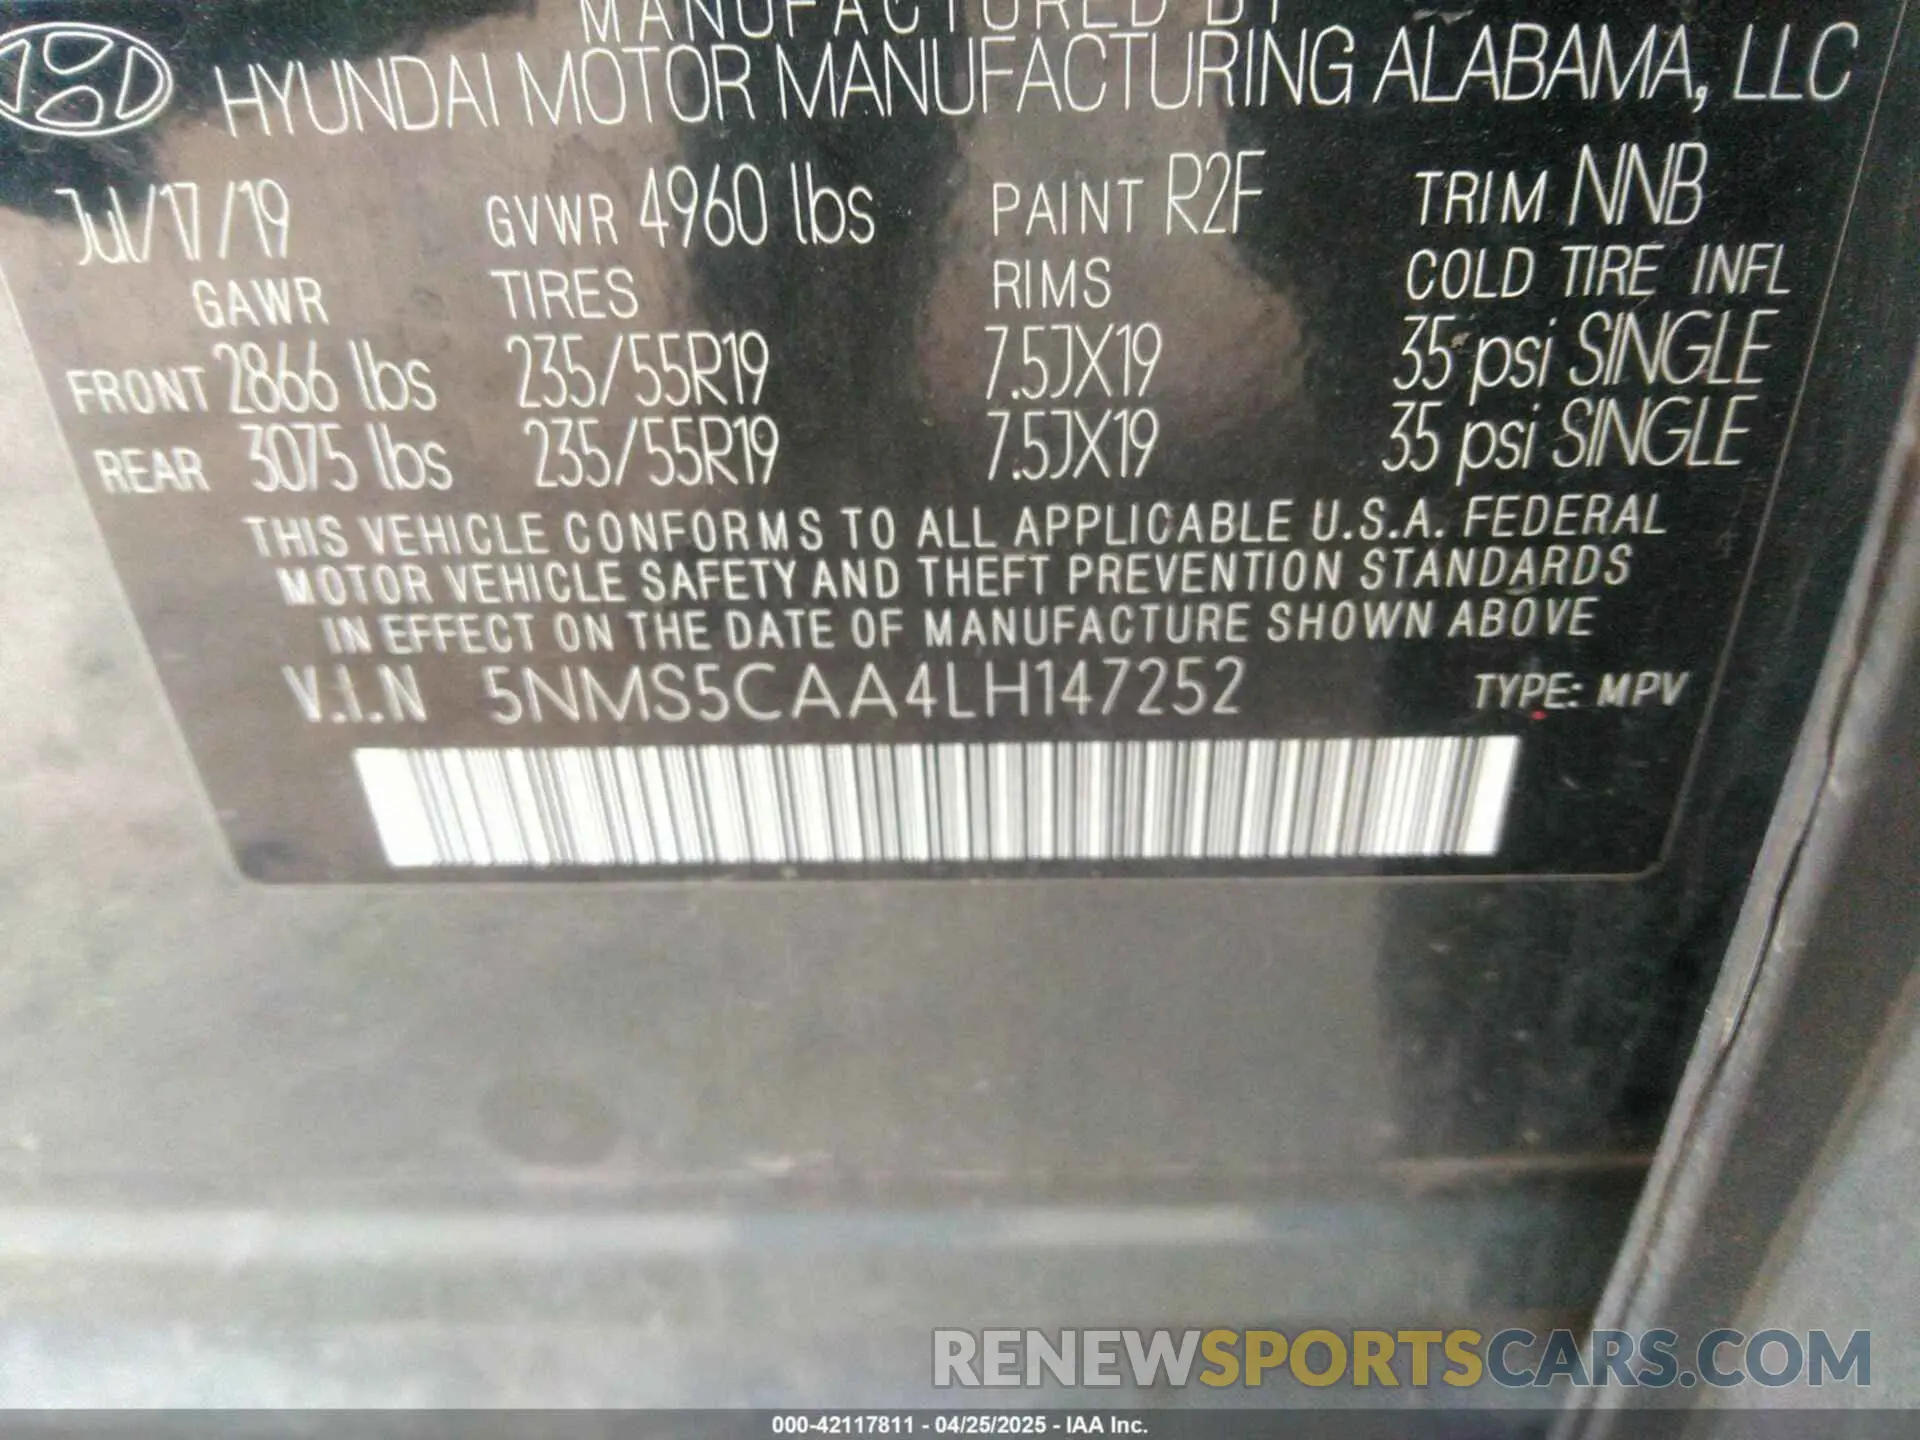 MANUFACTURED BY
HYUNDAI MOTOR MANUFACTURING ALABAMA, LLC
Jul/17/19 GVWR 4960 lbs PAINT R2F TRIM NNB
GAWR TIRES RIMS COLD TIRE INFL
FRONT 2866 lbs 235/55R19 7.5JX19 35 psi SINGLE
REAR 3075 lbs 235/55R19 7.5JX19 35 psi SINGLE
THIS VEHICLE CONFORMS TO ALL APPLICABLE U.S.A. FEDERAL
MOTOR VEHICLE SAFETY AND THEFT PREVENTION STANDARDS
IN EFFECT ON THE DATE OF MANUFACTURE SHOWN ABOVE
V.I.N 5NMS5CAA4LH147252 TYPE: MPV
RENEWSPORTSCARS.COM
000-42117811 - 04/25/2025 - IAA Inc.